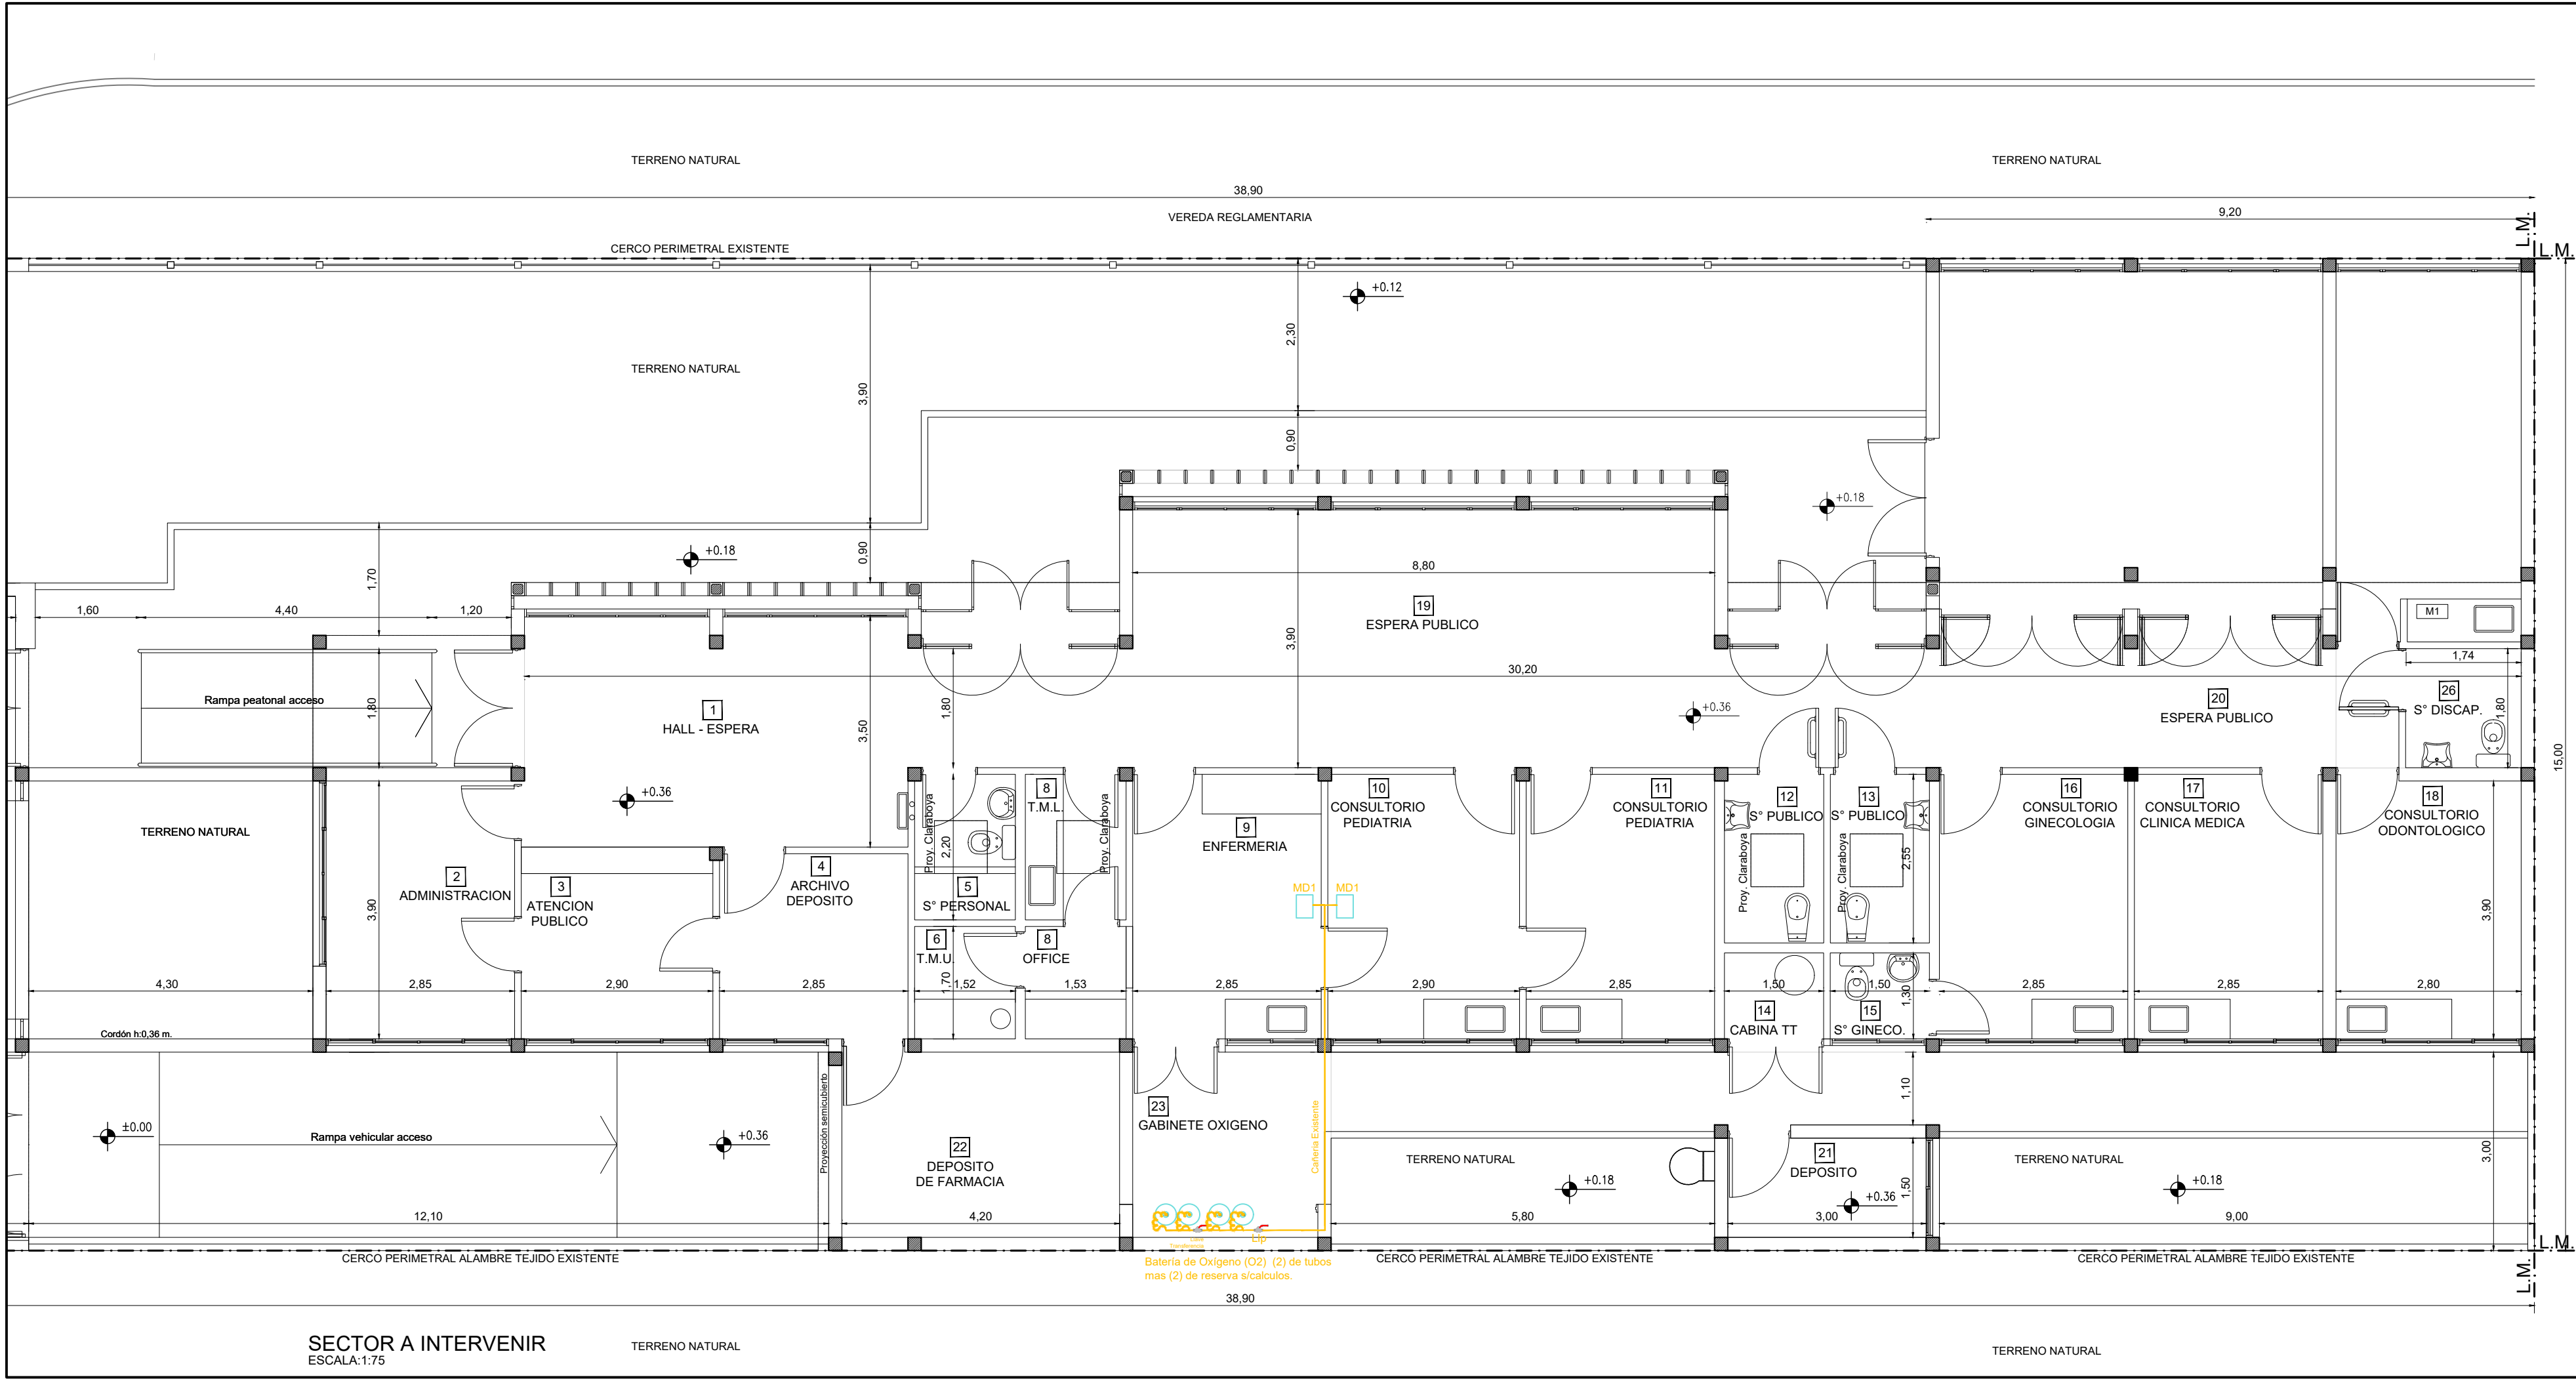 TERRENO NATURAL
TERRENO NATURAL
38,90
VEREDA REGLAMENTARIA
9,20
L.M.
L.M.
CERCO PERIMETRAL EXISTENTE
+0.12
2,30
TERRENO NATURAL
3,90
0,90
+0.18
+0.18
0,90
1,70
8,80
19
ESPERA PUBLICO
3,90
M1
1,60
4,40
1,20
1,74
30,20
Rampa peatonal acceso
1,80
1
HALL - ESPERA
3,50
1,80
+0.36
20
ESPERA PUBLICO
26
S° DISCAP.
1,80
15,00
+0.36
TERRENO NATURAL
3,90
2
ADMINISTRACION
3
ATENCION
PUBLICO
4
ARCHIVO
DEPOSITO
Proy. Claraboya
2,20
5
S° PERSONAL
8
T.M.L.
Proy. Claraboya
6
T.M.U.
1,70
8
OFFICE
9
ENFERMERIA
10
CONSULTORIO
PEDIATRIA
11
CONSULTORIO
PEDIATRIA
MD1
MD1
12
S° PUBLICO
Proy. Claraboya
13
S° PUBLICO
Proy. Claraboya
2,55
14
CABINA TT
15
S° GINECO.
1,30
16
CONSULTORIO
GINECOLOGIA
17
CONSULTORIO
CLINICA MEDICA
18
CONSULTORIO
ODONTOLOGICO
3,90
4,30
2,85
2,90
2,85
1,52
1,53
2,85
2,90
2,85
1,50
1,50
2,85
2,85
2,80
Cordón h:0,36 m.
±0.00
Rampa vehicular acceso
+0.36
Proyección semicubierto
22
DEPOSITO
DE FARMACIA
23
GABINETE OXIGENO
Cañeria Existente
Llp
TERRENO NATURAL
+0.18
21
DEPOSITO
+0.36
1,10
1,50
TERRENO NATURAL
+0.18
3,00
12,10
4,20
5,80
3,00
9,00
CERCO PERIMETRAL ALAMBRE TEJIDO EXISTENTE
Batería de Oxígeno (O2) (2) de tubos
mas (2) de reserva s/calculos.
CERCO PERIMETRAL ALAMBRE TEJIDO EXISTENTE
CERCO PERIMETRAL ALAMBRE TEJIDO EXISTENTE
L.M.
L.M.
38,90
SECTOR A INTERVENIR
ESCALA:1:75
TERRENO NATURAL
TERRENO NATURAL